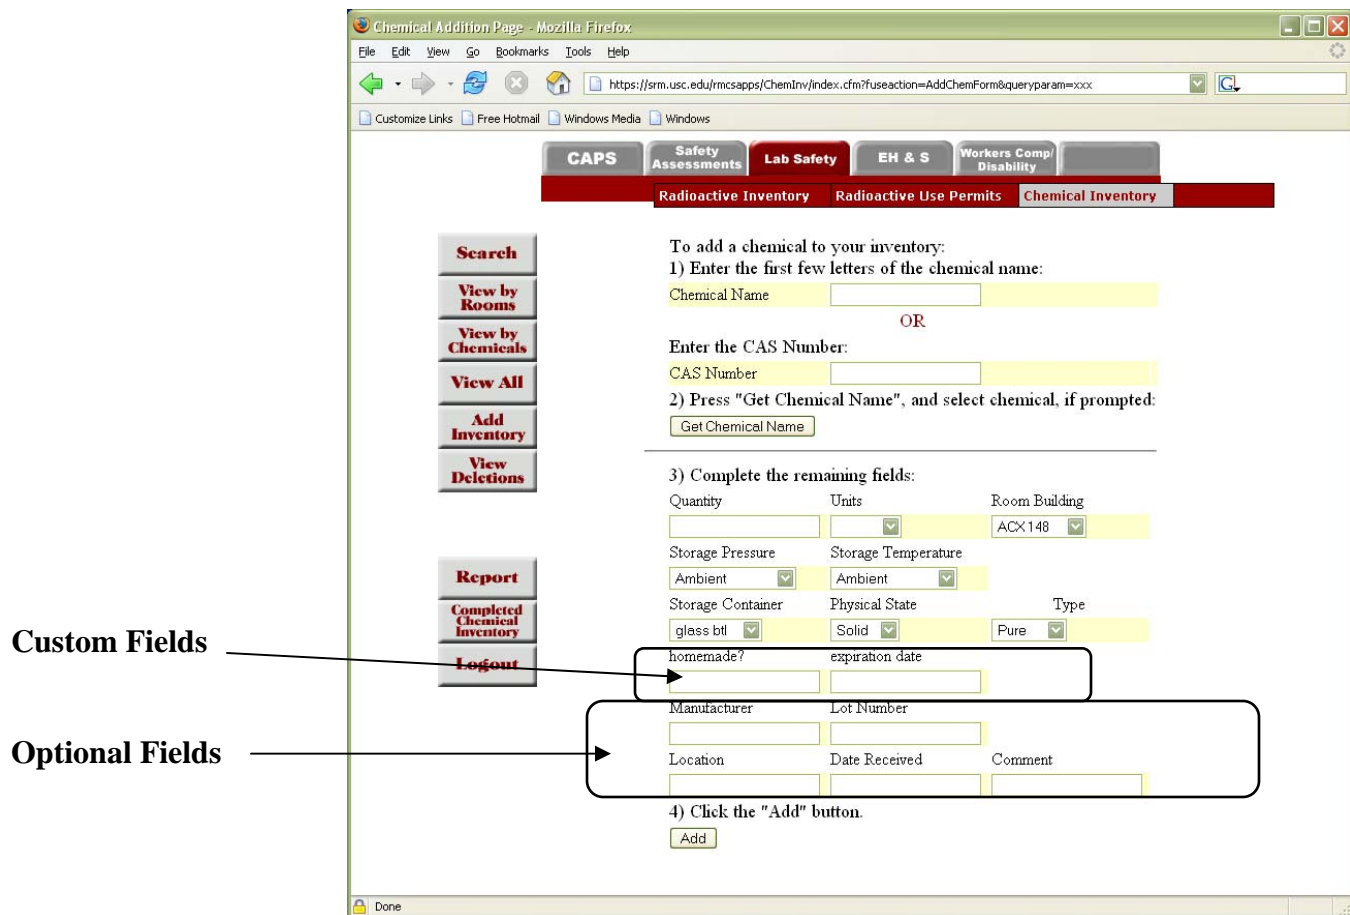 Chemical Addition Page - Mozilla Firefox
File Edit View Go Bookmarks Tools Help
https://srm.usc.edu/rmcsapps/ChemInv/index.cfm?fuseaction=AddChemForm&queryparam=xxx
G
Customize Links Free Hotmail Windows Media Windows
CAPS Safety Assessments Lab Safety EH & S Workers Comp/ Disability
Radioactive Inventory Radioactive Use Permits Chemical Inventory
Search
View by
Rooms
View by
Chemicals
View All
Add
Inventory
View
Deletions
Report
Completed
Chemical
Inventory
Logout
To add a chemical to your inventory:
1) Enter the first few letters of the chemical name:
Chemical Name
OR
Enter the CAS Number:
CAS Number
2) Press "Get Chemical Name", and select chemical, if prompted:
Get Chemical Name
3) Complete the remaining fields:
Quantity Units Room Building
ACX 148
Storage Pressure Storage Temperature
Ambient Ambient
Storage Container Physical State Type
glass btl Solid Pure
homemade? expiration date
Manufacturer Lot Number
Location Date Received Comment
4) Click the "Add" button.
Add
Custom Fields
Optional Fields
Done